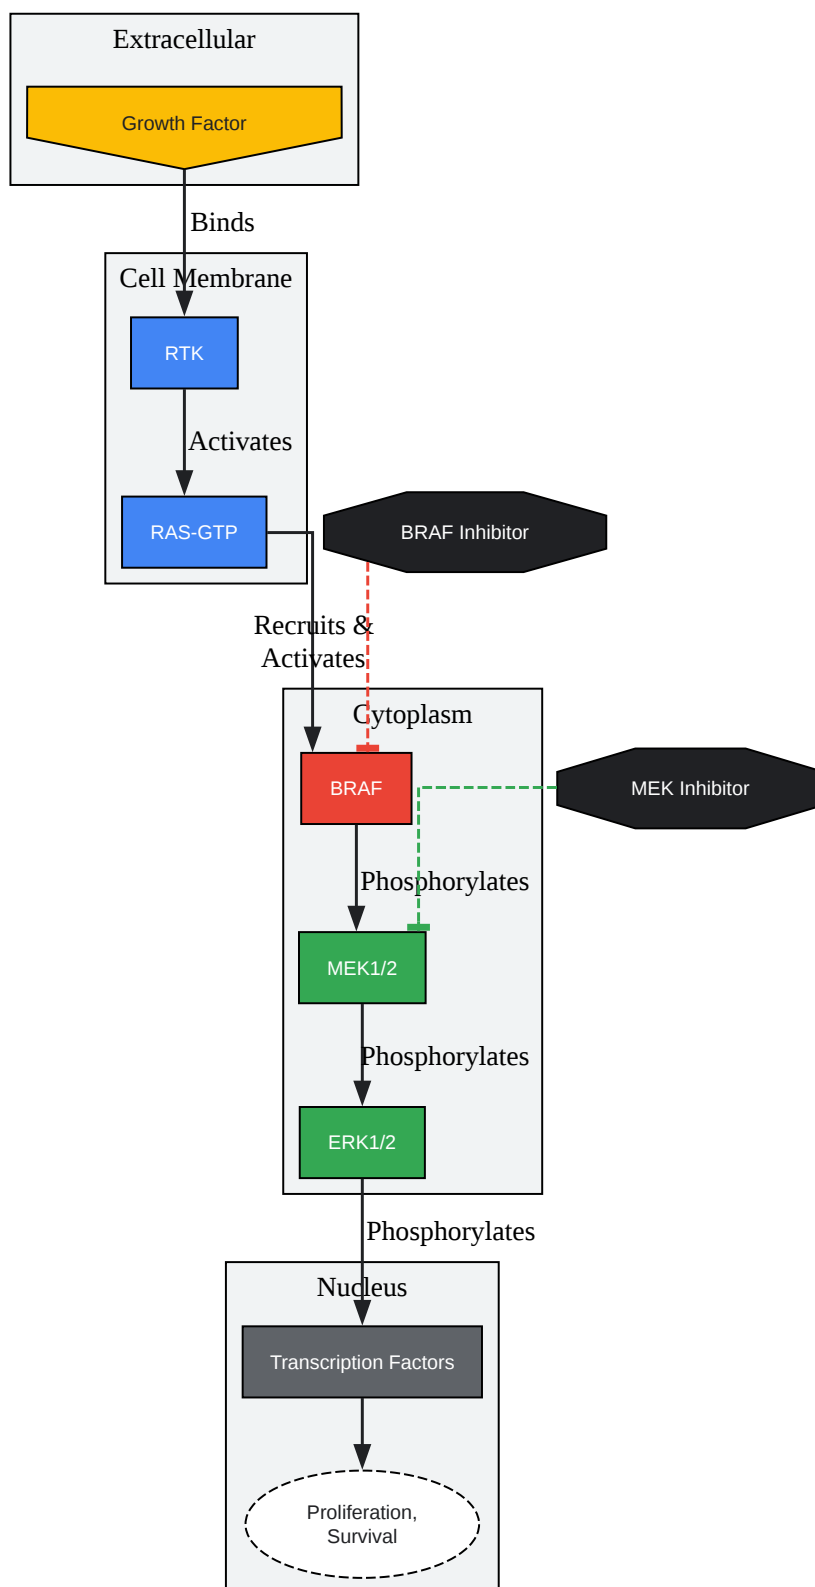 Extracellular
Growth Factor
Binds
Cell Membrane
RTK
Activates
RAS-GTP
BRAF Inhibitor
Recruits &
Activates
Cytoplasm
BRAF
MEK Inhibitor
Phosphorylates
MEK1/2
Phosphorylates
ERK1/2
Phosphorylates
Nucleus
Transcription Factors
Proliferation,
Survival